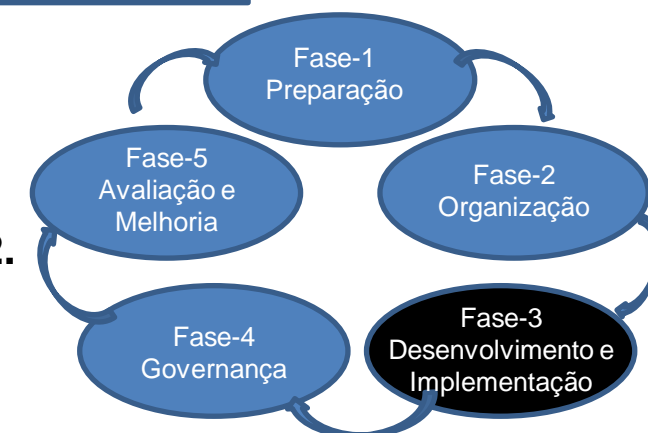 Fase-1
Preparação
Fase-2
Organização
Fase-3
Desenvolvimento e
Implementação
Fase-4
Governança
Fase-5
Avaliação e
Melhoria